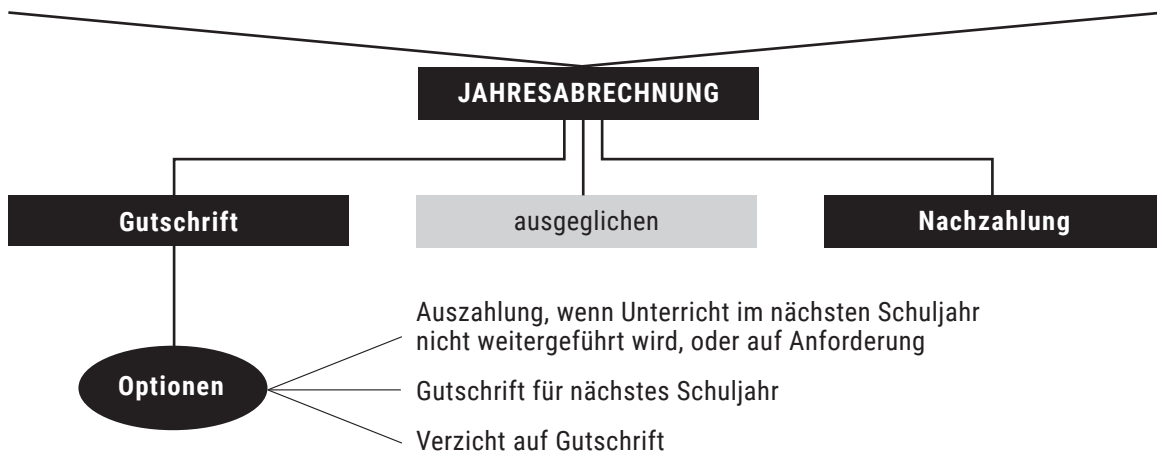 JAHRESABRECHNUNG
Gutschrift
ausgeglichen
Nachzahlung
Optionen
Auszahlung, wenn Unterricht im nächsten Schuljahr
nicht weitergeführt wird, oder auf Anforderung
Gutschrift für nächstes Schuljahr
Verzicht auf Gutschrift